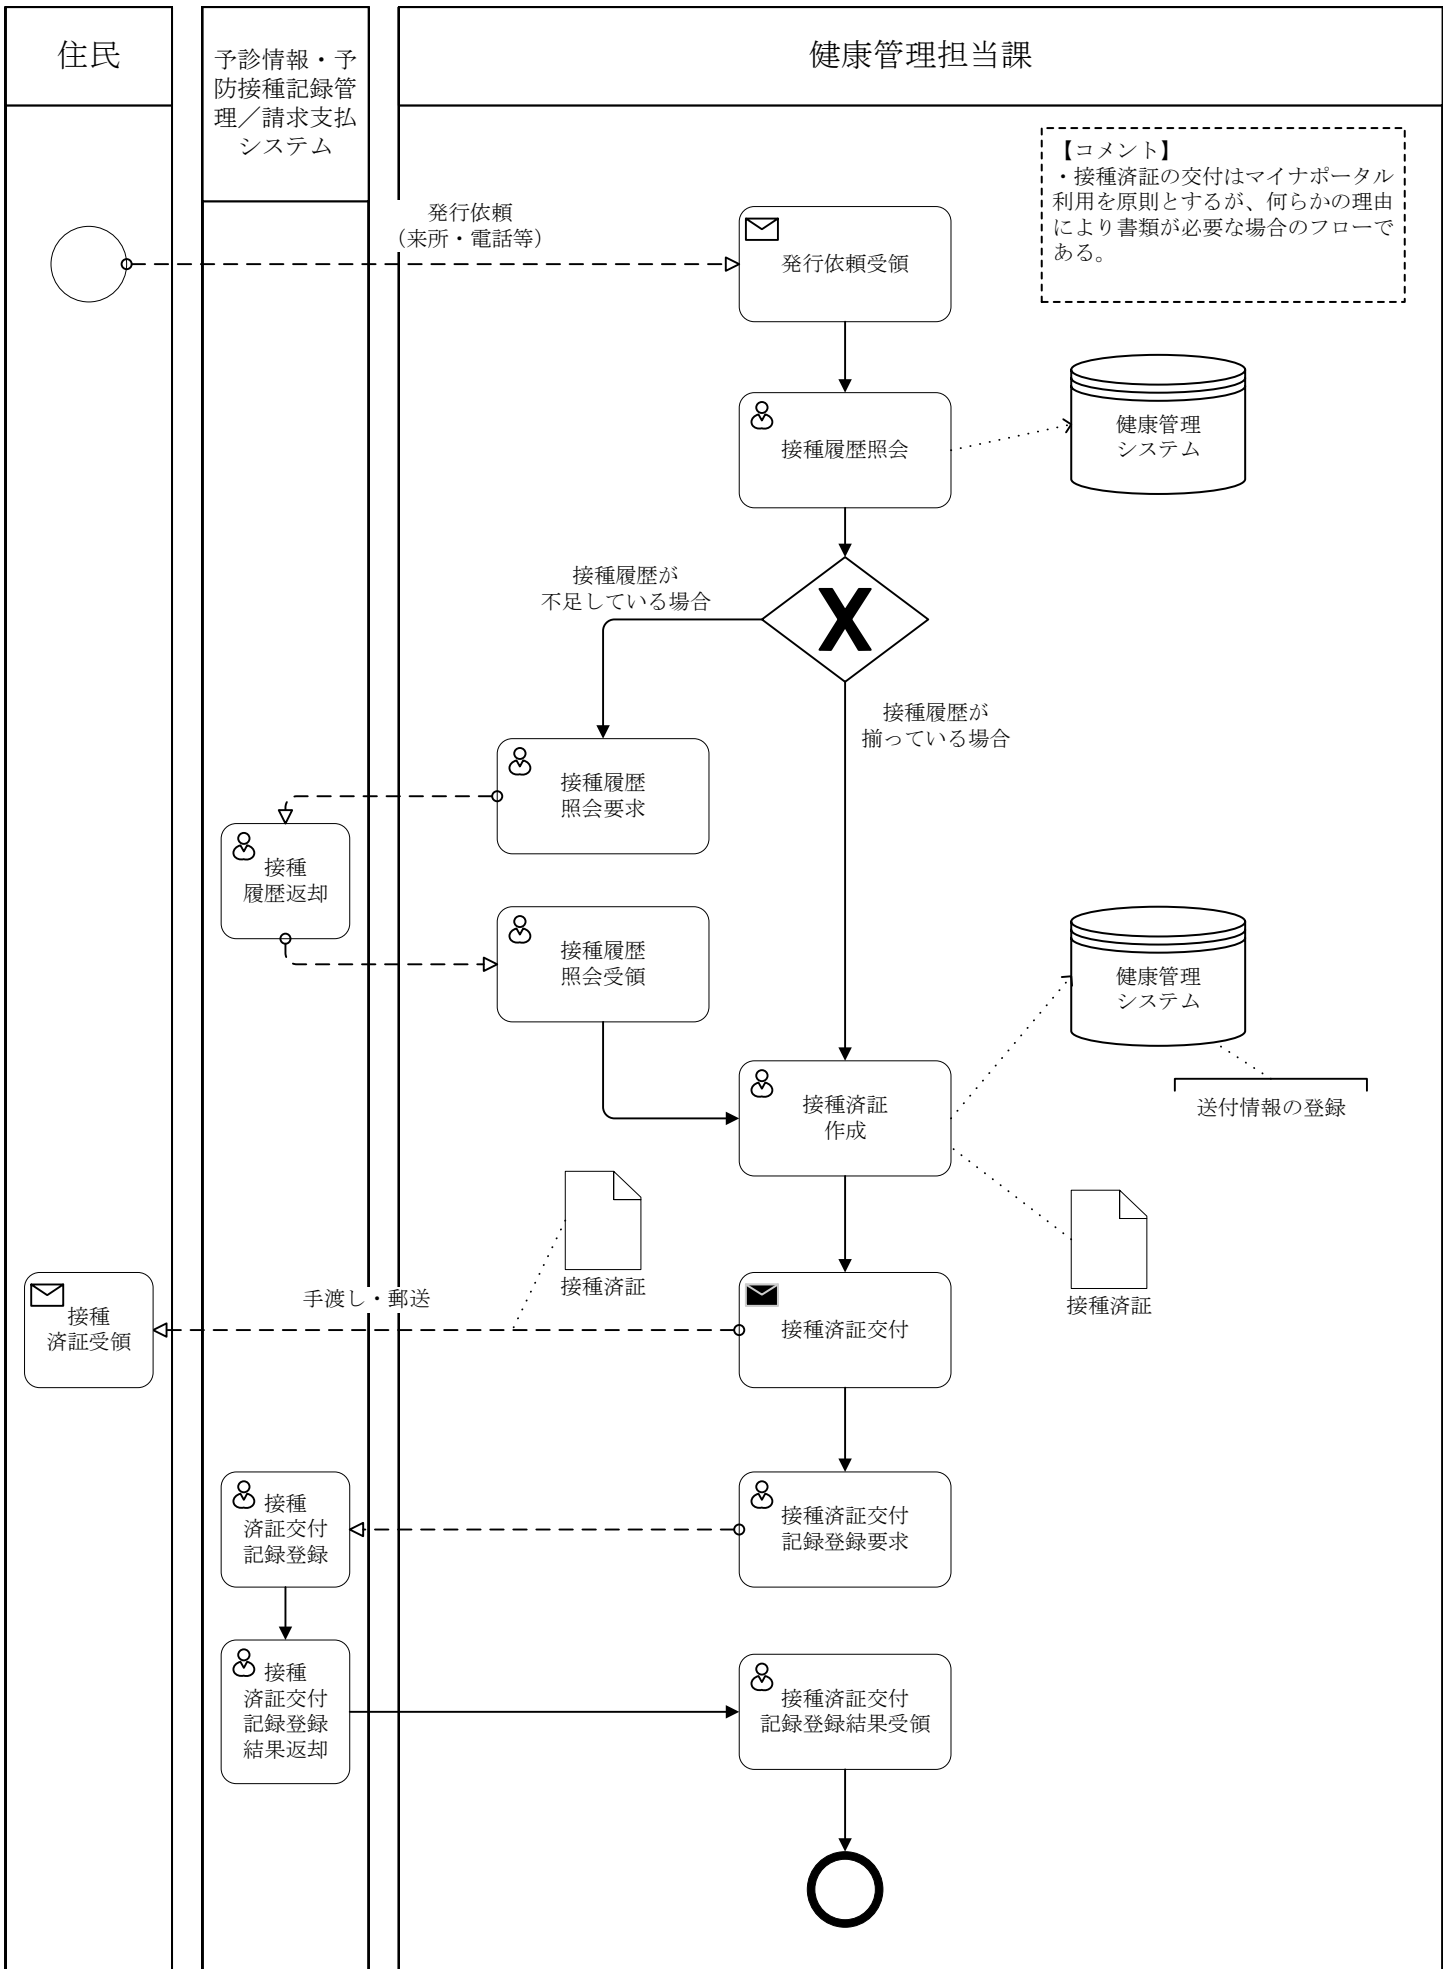 住民
予診情報・予
防接種記録管
理／請求支払
システム
健康管理担当課
【コメント】
・接種済証の交付はマイナポータル
利用を原則とするが、何らかの理由
により書類が必要な場合のフローで
ある。
発行依頼
（来所・電話等）
発行依頼受領
接種履歴照会
健康管理
システム
接種履歴が
不足している場合
X
接種履歴が
揃っている場合
接種履歴
照会要求
接種
履歴返却
接種履歴
照会受領
健康管理
システム
送付情報の登録
接種済証
作成
接種済証
接種済証
手渡し・郵送
接種
済証受領
接種済証交付
接種
済証交付
記録登録
接種済証交付
記録登録要求
接種
済証交付
記録登録
結果返却
接種済証交付
記録登録結果受領